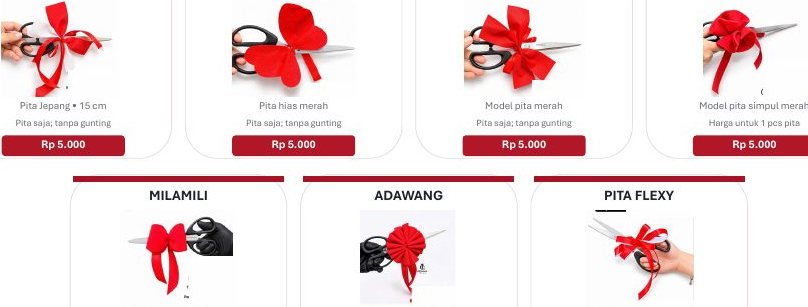 Pita Jepang • 15 cm
Pita saja; tanpa gunting
Rp 5.000
Pita hias merah
Pita saja; tanpa gunting
Rp 5.000
Model pita merah
Pita saja; tanpa gunting
Rp 5.000
Model pita simpul merah
Harga untuk 1 pcs pita
Rp 5.000
MILAMILI
ADAWANG
PITA FLEXY